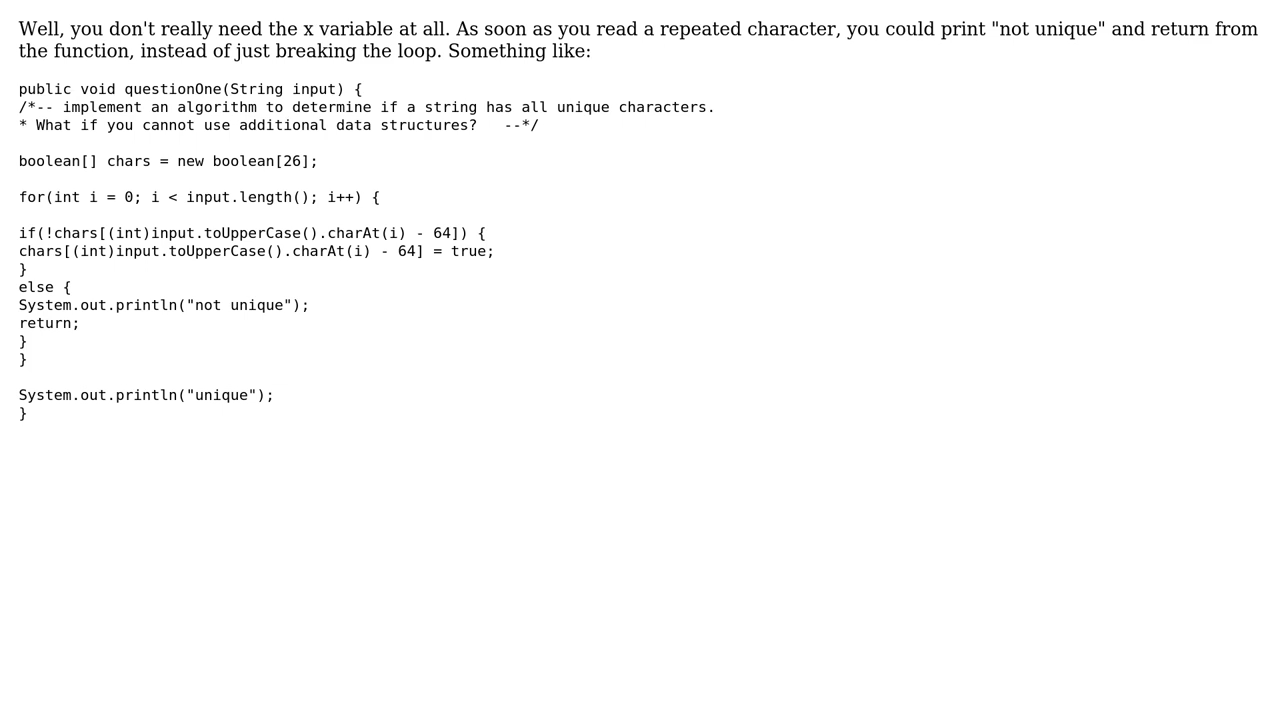 Well, you don't really need the x variable at all. As soon as you read a repeated character, you could print "not unique" and return from
the function, instead of just breaking the loop. Something like:
public void questionOne(String input) {
/*-- implement an algorithm to determine if a string has all unique characters.
* What if you cannot use additional data structures?   --*/
boolean[] chars = new boolean[26];
for(int i = 0; i < input.length(); i++) {
if(!chars[(int)input.toUpperCase().charAt(i) - 64]) {
chars[(int)input.toUpperCase().charAt(i) - 64] = true;
}
else {
System.out.println("not unique");
return;
}
}
System.out.println("unique");
}